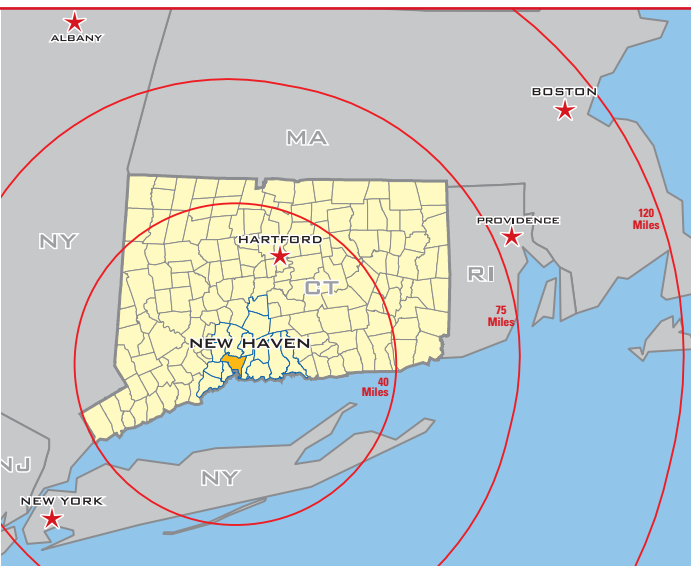 ALBANY
BOSTON
MA
120
Miles
PROVIDENCE
HARTFORD
NY
RI
CT
75
Miles
NEW HAVEN
40
Miles
NJ
NY
NEW YORK